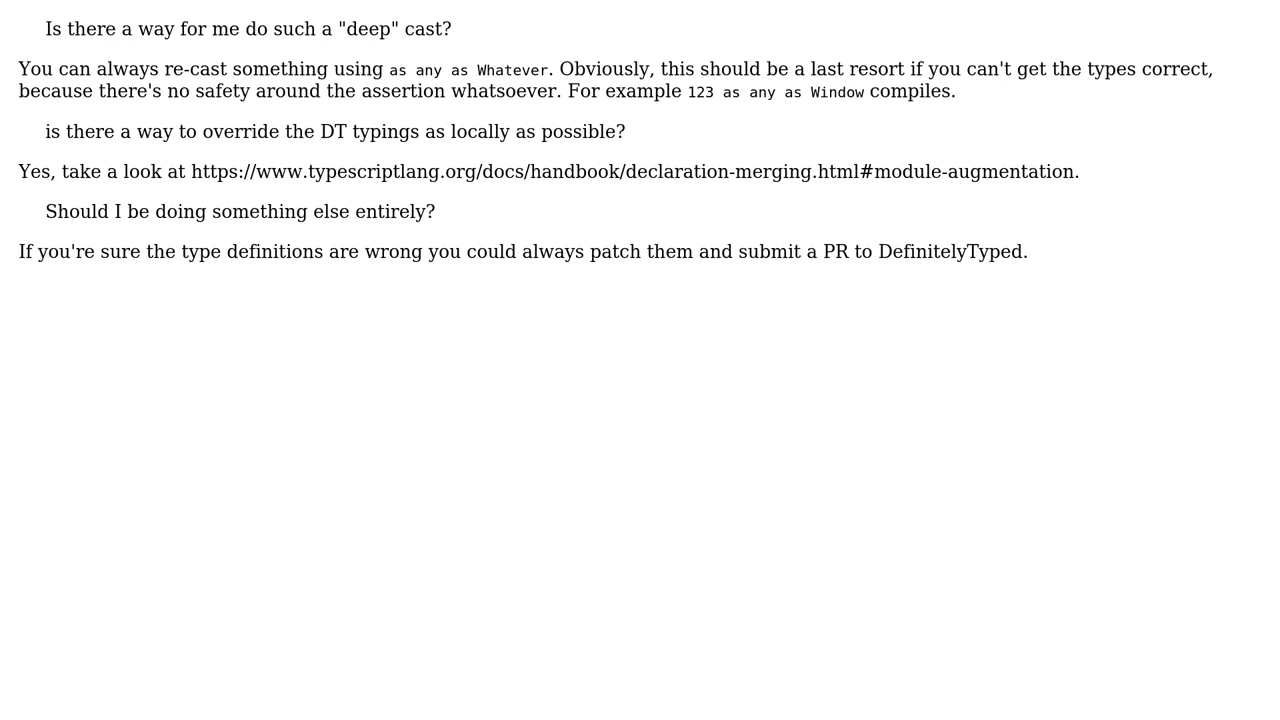 Is there a way for me do such a "deep" cast?
You can always re-cast something using as any as Whatever. Obviously, this should be a last resort if you can't get the types correct,
because there's no safety around the assertion whatsoever. For example 123 as any as Window compiles.
is there a way to override the DT typings as locally as possible?
Yes, take a look at https://www.typescriptlang.org/docs/handbook/declaration-merging.html#module-augmentation.
Should I be doing something else entirely?
If you're sure the type definitions are wrong you could always patch them and submit a PR to DefinitelyTyped.